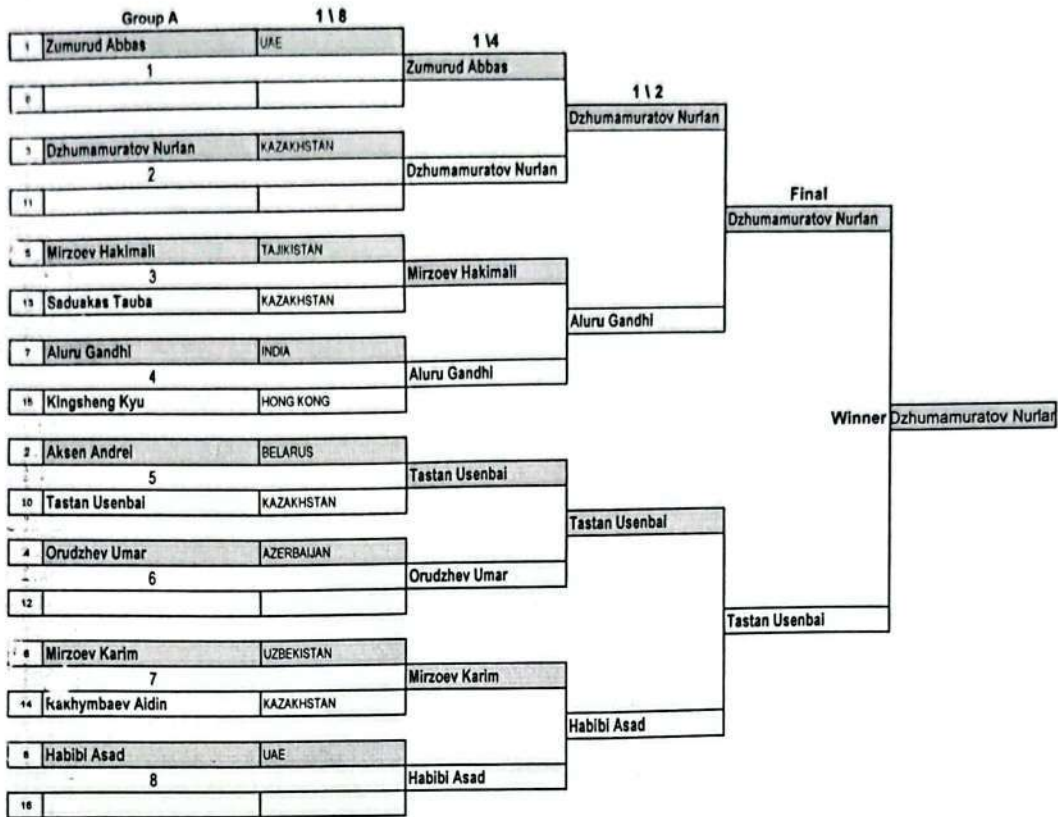 Group A 1 \ 8
1 Zumurud Abbas UAE
1 \4
1
Zumurud Abbas
1 \ 2
Dzhumamuratov Nurlan
3 Dzhumamuratov Nurlan KAZAKHSTAN
2
Dzhumamuratov Nurlan
11
Final
Dzhumamuratov Nurlan
5 Mirzoev Hakimali TAJIKISTAN
3
Mirzoev Hakimali
13 Saduakas Tauba KAZAKHSTAN
Aluru Gandhi
7 Aluru Gandhi INDIA
4
Aluru Gandhi
15 Kingsheng Kyu HONG KONG
Winner Dzhumamuratov Nurlan
2 Aksen Andrei BELARUS
5
Tastan Usenbai
10 Tastan Usenbai KAZAKHSTAN
Tastan Usenbai
4 Orudzhev Umar AZERBAIJAN
6
Orudzhev Umar
12
Tastan Usenbai
6 Mirzoev Karim UZBEKISTAN
7
Mirzoev Karim
14 Kakhymbaev Aidin KAZAKHSTAN
Habibi Asad
Habibi Asad UAE
8
Habibi Asad
16